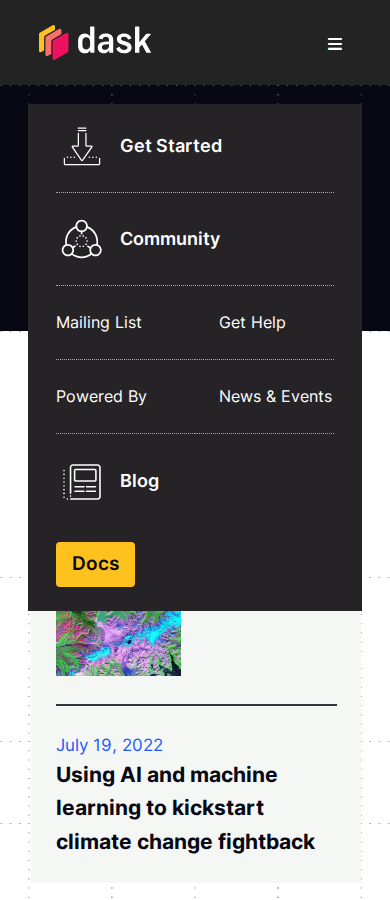 dask
Get Started
Community
Mailing List
Get Help
Powered By
News & Events
Blog
Docs
July 19, 2022
Using AI and machine
learning to kickstart
climate change fightback